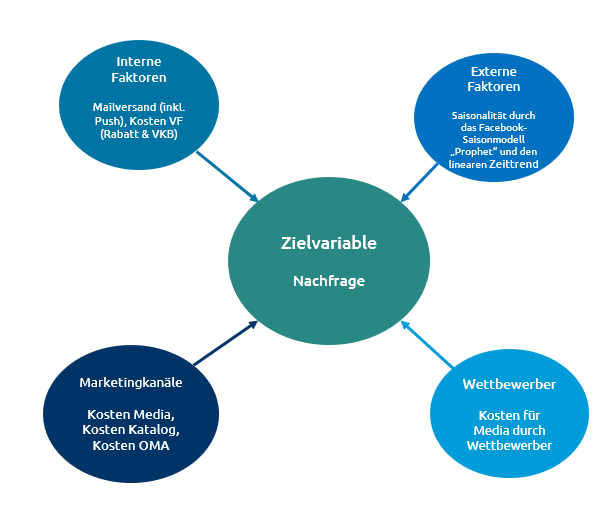 Interne
Faktoren
Mailversand (inkl.
Push), Kosten VF
(Rabatt & VKB)
Externe
Faktoren
Saisonalität durch
das Facebook-
Saisonmodell
„Prophet“ und den
linearen Zeittrend
Zielvariable
Nachfrage
Marketingkanäle
Kosten Media,
Kosten Katalog,
Kosten OMA
Wettbewerber
Kosten für
Media durch
Wettbewerber